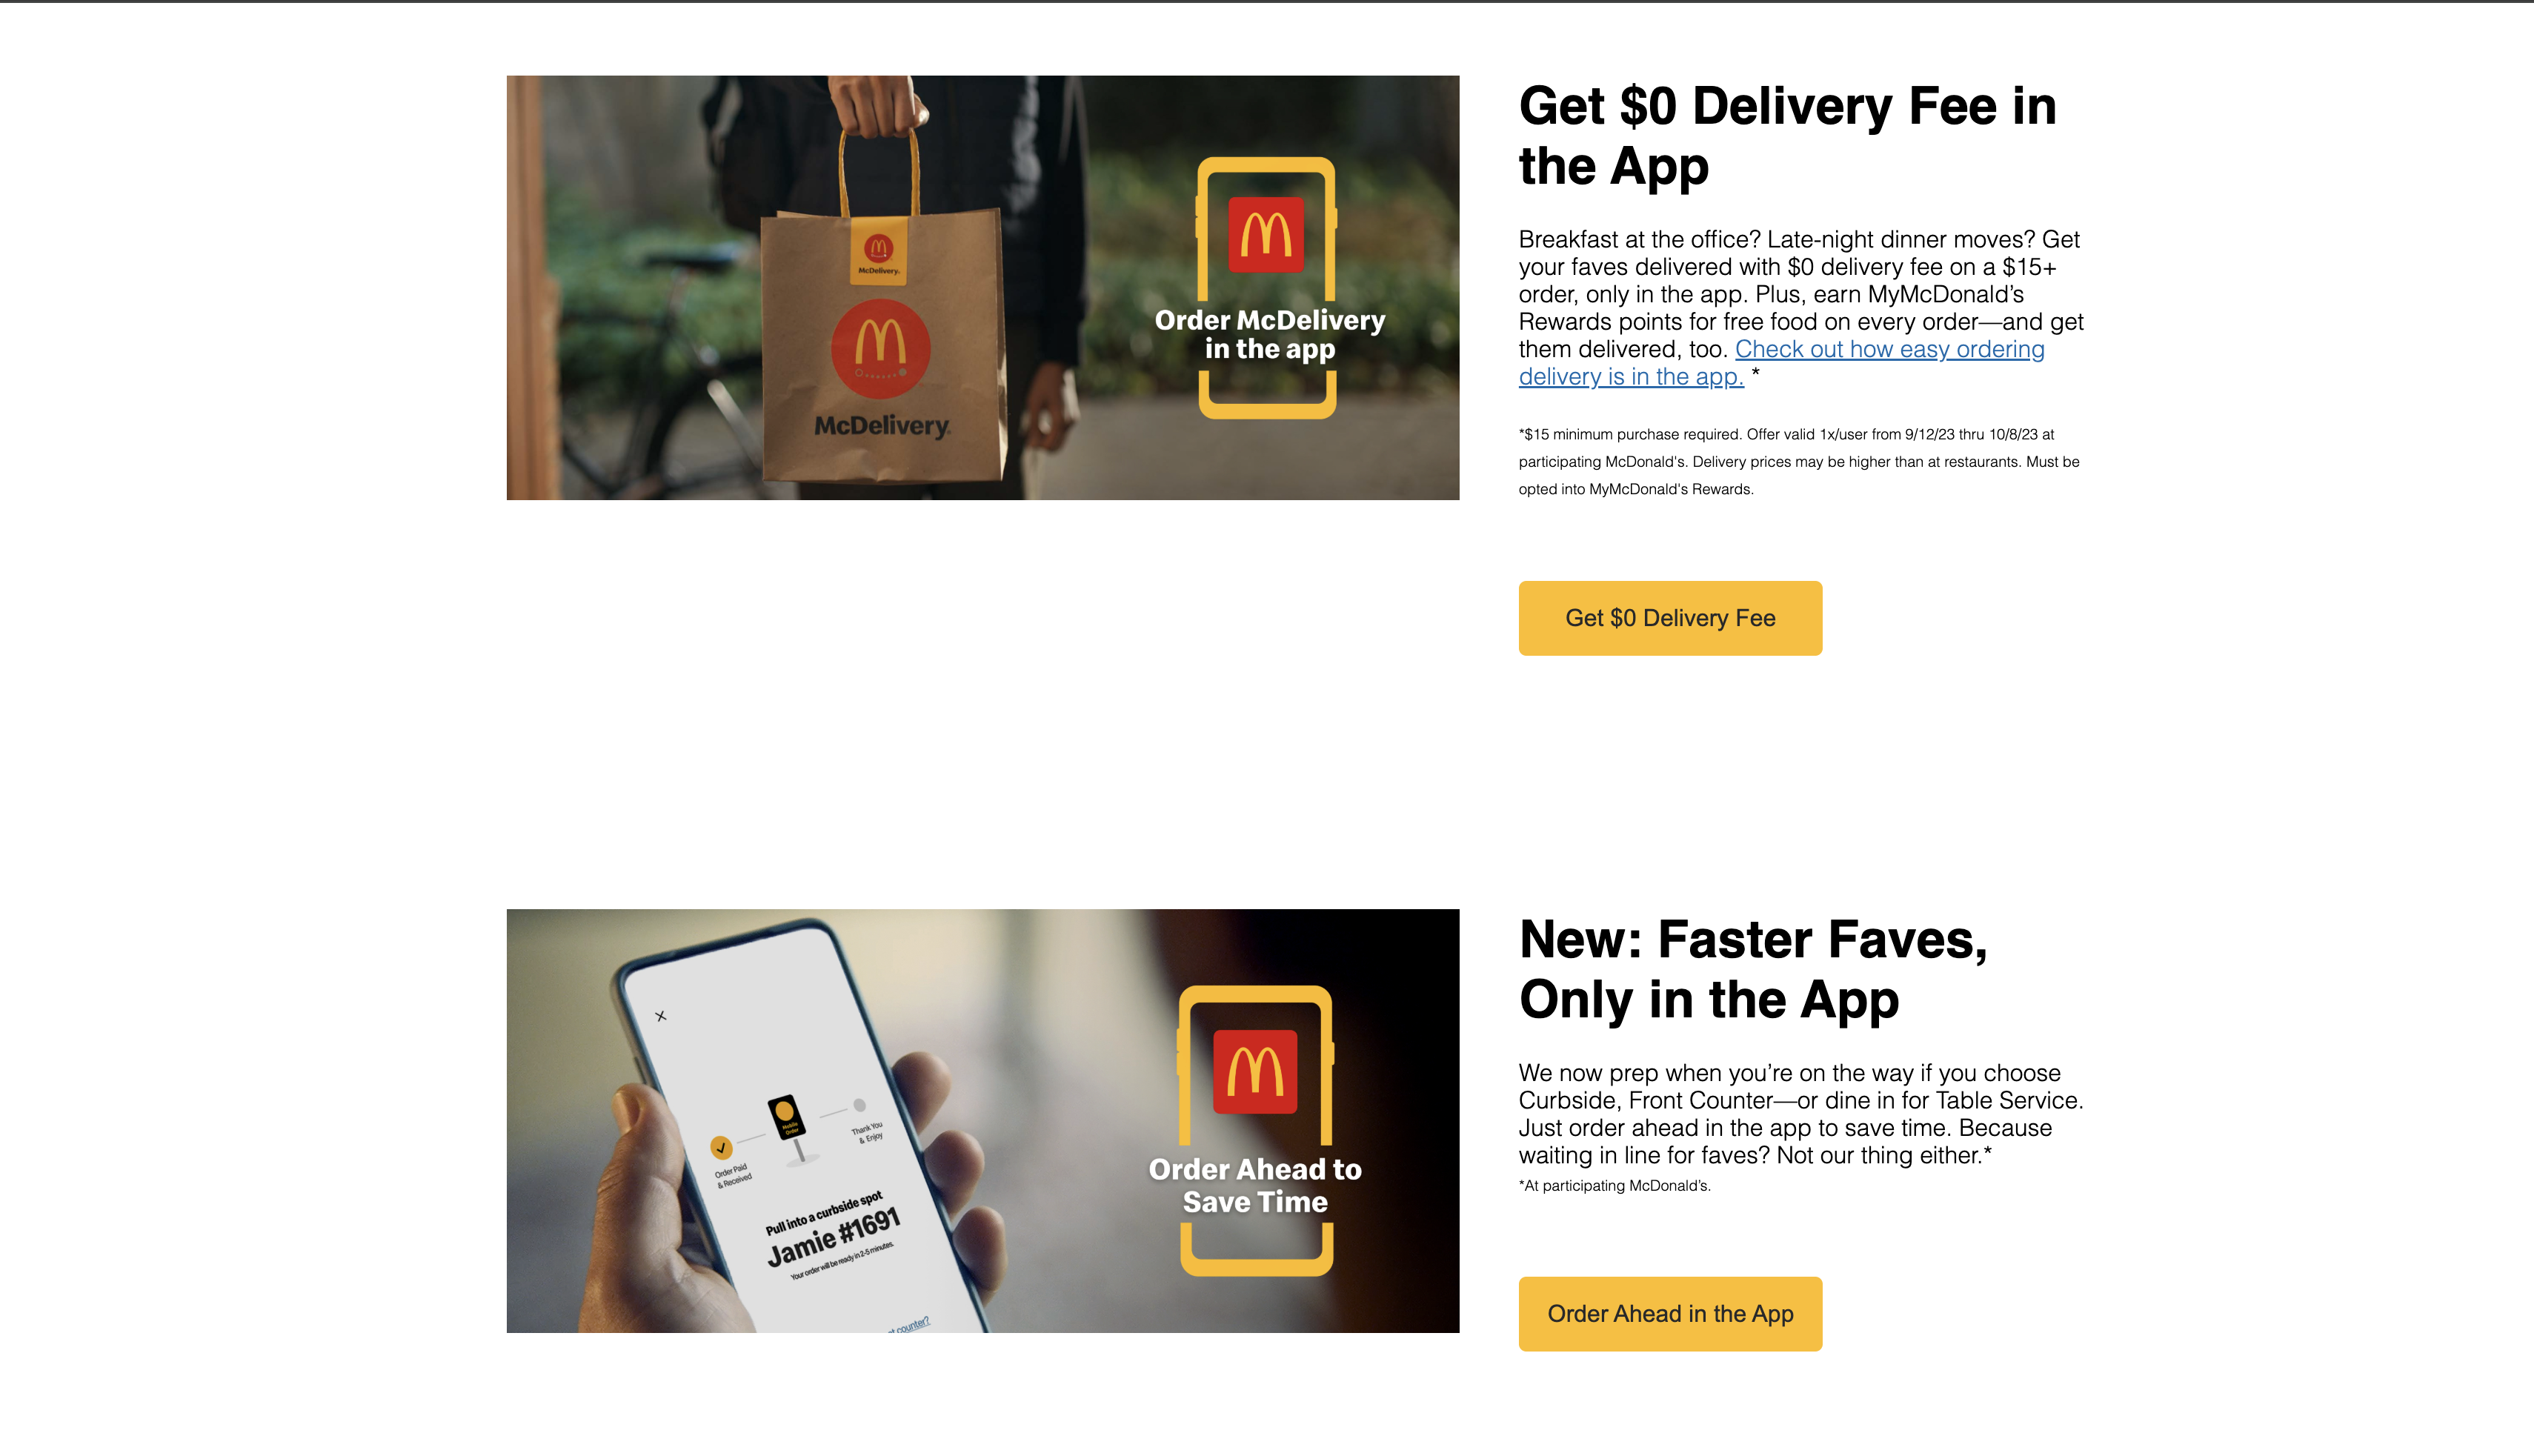 McDelivery.
McDelivery.
Order McDelivery
in the app
Get $0 Delivery Fee in
the App
Breakfast at the office? Late-night dinner moves? Get
your faves delivered with $0 delivery fee on a $15+
order, only in the app. Plus, earn MyMcDonald’s
Rewards points for free food on every order—and get
them delivered, too. Check out how easy ordering
delivery is in the app. *
*$15 minimum purchase required. Offer valid 1x/user from 9/12/23 thru 10/8/23 at
participating McDonald's. Delivery prices may be higher than at restaurants. Must be
opted into MyMcDonald's Rewards.
Get $0 Delivery Fee
Order Paid
& Received
Mobile
Order
Thank You
& Enjoy
Pull into a curbside spot
Jamie #1691
Your order will be ready in 2-5 minutes.
counter?
Order Ahead to
Save Time
New: Faster Faves,
Only in the App
We now prep when you’re on the way if you choose
Curbside, Front Counter—or dine in for Table Service.
Just order ahead in the app to save time. Because
waiting in line for faves? Not our thing either.*
*At participating McDonald’s.
Order Ahead in the App